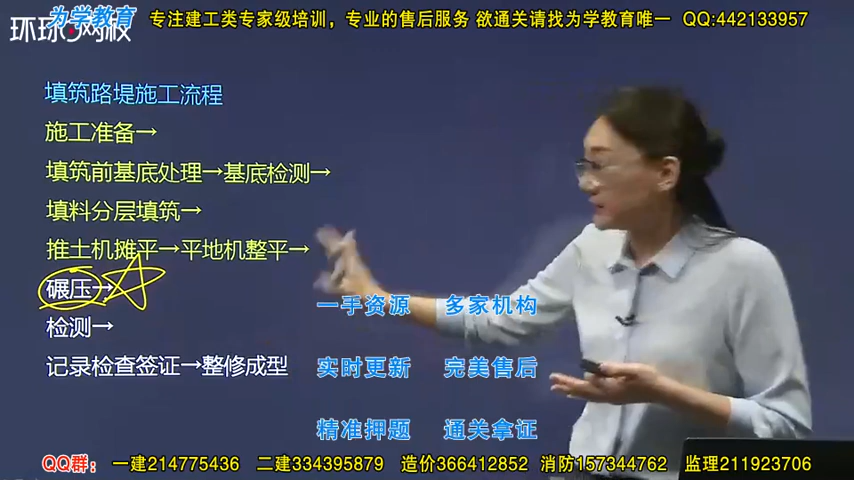 为学教育
环球网校
专注建工类专家级培训，专业的售后服务 欲通关请找为学教育唯一 QQ:442133957
填筑路堤施工流程
施工准备→
填筑前基底处理→基底检测→
填料分层填筑→
推土机摊平→平地机整平→
碾压→
检测→
记录检查签证→整修成型
一手资源 多家机构
实时更新 完美售后
精准押题 通关拿证
QQ群： 一建214775436 二建334395879 造价366412852 消防157344762 监理211923706